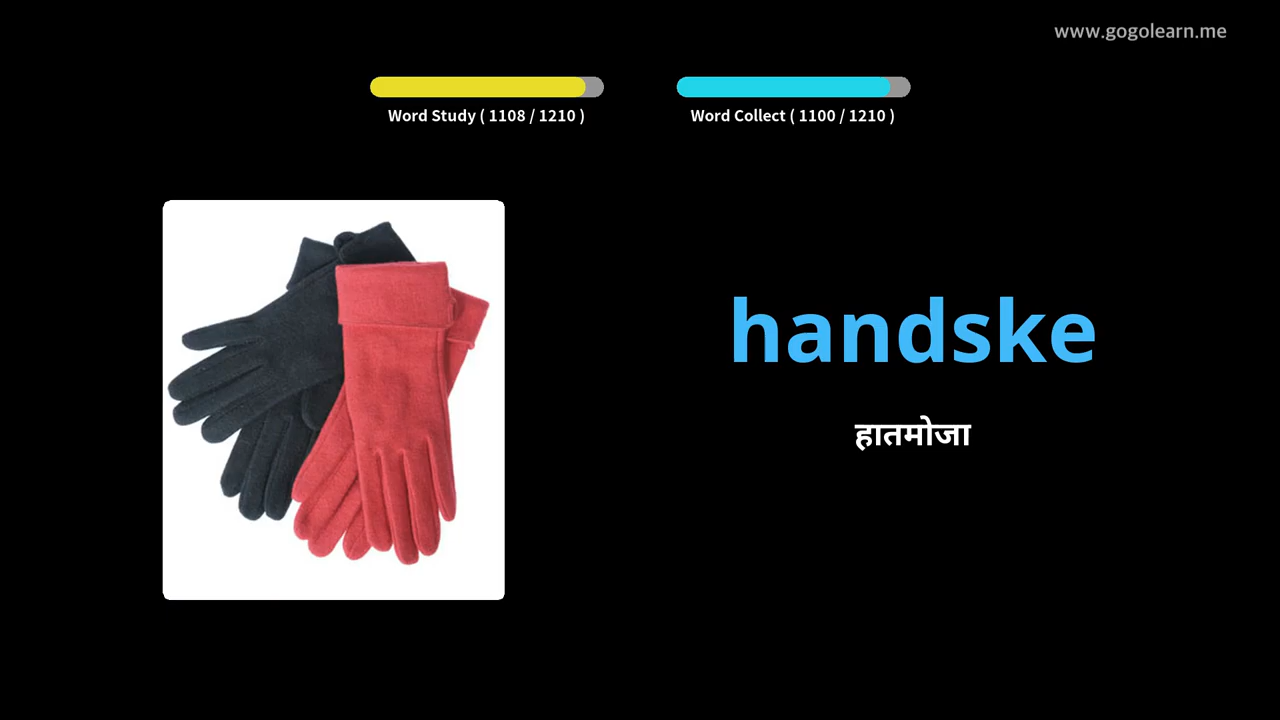 www.gogolearn.me
Word Study ( 1108 / 1210 )
Word Collect ( 1100 / 1210 )
handske
हातमोजा